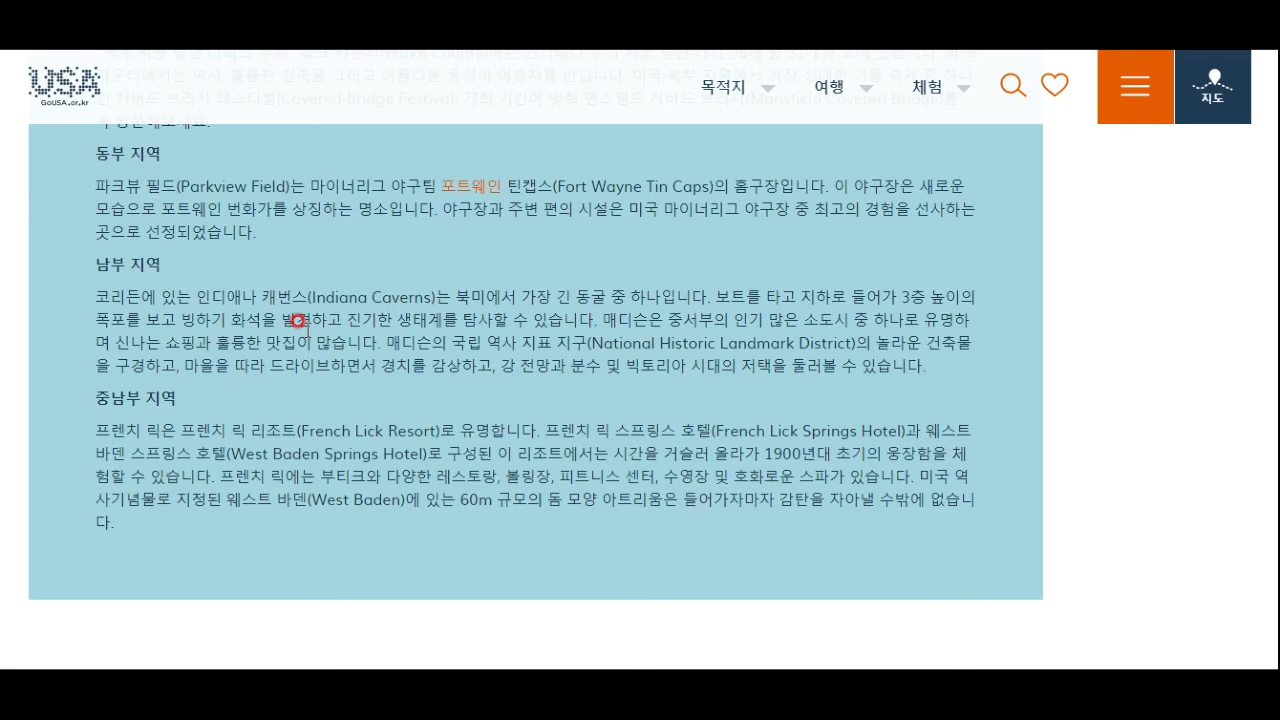 USA
GoUSA.or.kr
목적지
여행
체험
지도
동부 지역
파크뷰 필드(Parkview Field)는 마이너리그 야구팀 포트웨인 틴캡스(Fort Wayne Tin Caps)의 홈구장입니다. 이 야구장은 새로운
모습으로 포트웨인 번화가를 상징하는 명소입니다. 야구장과 주변 편의 시설은 미국 마이너리그 야구장 중 최고의 경험을 선사하는
곳으로 선정되었습니다.
남부 지역
코리든에 있는 인디애나 캐번스(Indiana Caverns)는 북미에서 가장 긴 동굴 중 하나입니다. 보트를 타고 지하로 들어가 3층 높이의
폭포를 보고 빙하기 화석을 발견하고 진기한 생태계를 탐사할 수 있습니다. 매디슨은 중서부의 인기 많은 소도시 중 하나로 유명하
며 신나는 쇼핑과 훌륭한 맛집이 많습니다. 매디슨의 국립 역사 지표 지구(National Historic Landmark District)의 놀라운 건축물
을 구경하고, 마을을 따라 드라이브하면서 경치를 감상하고, 강 전망과 분수 및 빅토리아 시대의 저택을 둘러볼 수 있습니다.
중남부 지역
프렌치 릭은 프렌치 릭 리조트(French Lick Resort)로 유명합니다. 프렌치 릭 스프링스 호텔(French Lick Springs Hotel)과 웨스트
바덴 스프링스 호텔(West Baden Springs Hotel)로 구성된 이 리조트에서는 시간을 거슬러 올라가 1900년대 초기의 웅장함을 체
험할 수 있습니다. 프렌치 릭에는 부티크와 다양한 레스토랑, 볼링장, 피트니스 센터, 수영장 및 호화로운 스파가 있습니다. 미국 역
사기념물로 지정된 웨스트 바덴(West Baden)에 있는 60m 규모의 돔 모양 아트리움은 들어가자마자 감탄을 자아낼 수밖에 없습니
다.